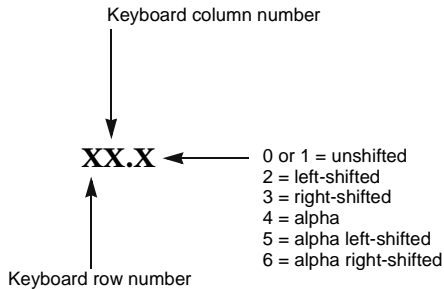 Keyboard column number
XX.X
0 or 1 = unshifted
2 = left-shifted
3 = right-shifted
4 = alpha
5 = alpha left-shifted
6 = alpha right-shifted
Keyboard row number